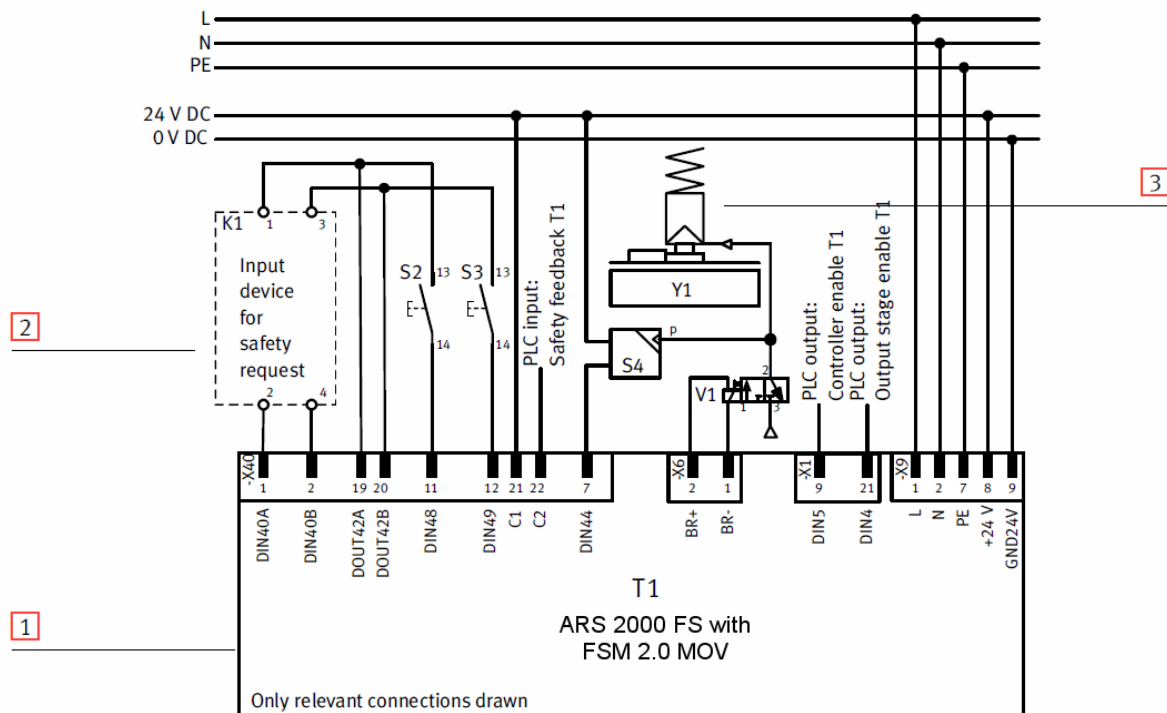 L
N
PE
24 V DC
0 V DC
3
K1
1
3
Input
device
for
safety
request
2
4
2
S2
13
14
S3
13
14
PLC input:
Safety feedback T1
Y1
p
S4
V1
2
1
3
PLC output:
Controller enable T1
PLC output:
Output stage enable T1
-X40
1
2
19
20
11
12
21
22
7
-X6
2
1
-X1
9
21
-X9
1
2
7
8
9
DIN40A
DIN40B
DOUT42A
DOUT42B
DIN48
DIN49
C1
C2
DIN44
BR+
BR-
DIN5
DIN4
L
N
PE
+24 V
GND24V
1
T1
ARS 2000 FS with
FSM 2.0 MOV
Only relevant connections drawn